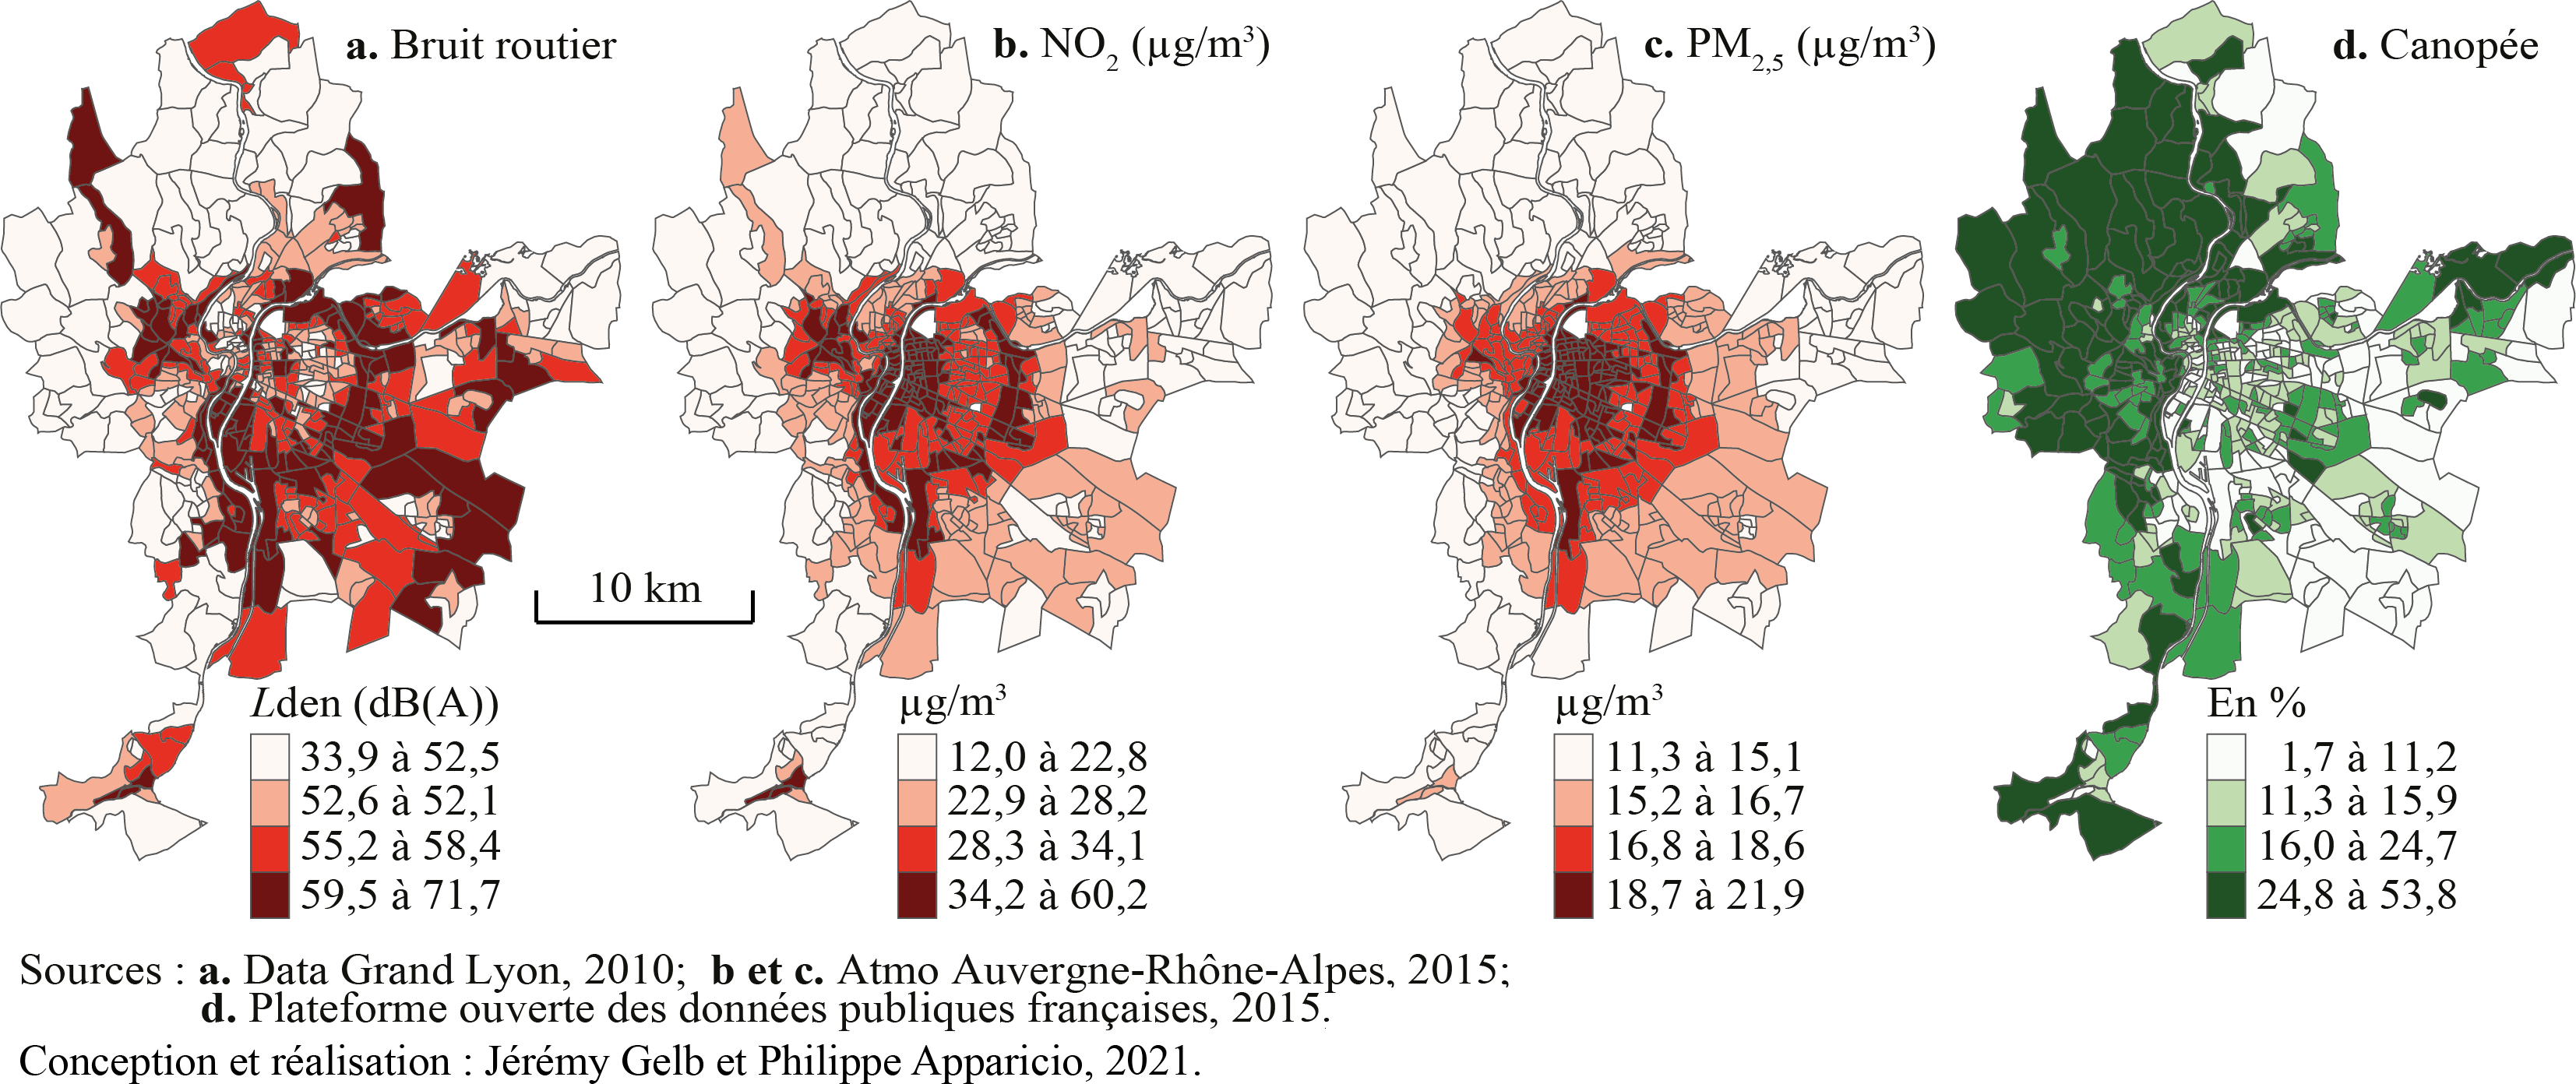 a. Bruit routier
b. NO₂ (µg/m³)
c. PM₂,₅ (µg/m³)
d. Canopée
10 km
Lden (dB(A))
33,9 à 52,5
52,6 à 52,1
55,2 à 58,4
59,5 à 71,7
µg/m³
12,0 à 22,8
22,9 à 28,2
28,3 à 34,1
34,2 à 60,2
µg/m³
11,3 à 15,1
15,2 à 16,7
16,8 à 18,6
18,7 à 21,9
En %
1,7 à 11,2
11,3 à 15,9
16,0 à 24,7
24,8 à 53,8
Sources : a. Data Grand Lyon, 2010; b et c. Atmo Auvergne-Rhône-Alpes, 2015;
d. Plateforme ouverte des données publiques françaises, 2015.
Conception et réalisation : Jérémy Gelb et Philippe Apparicio, 2021.